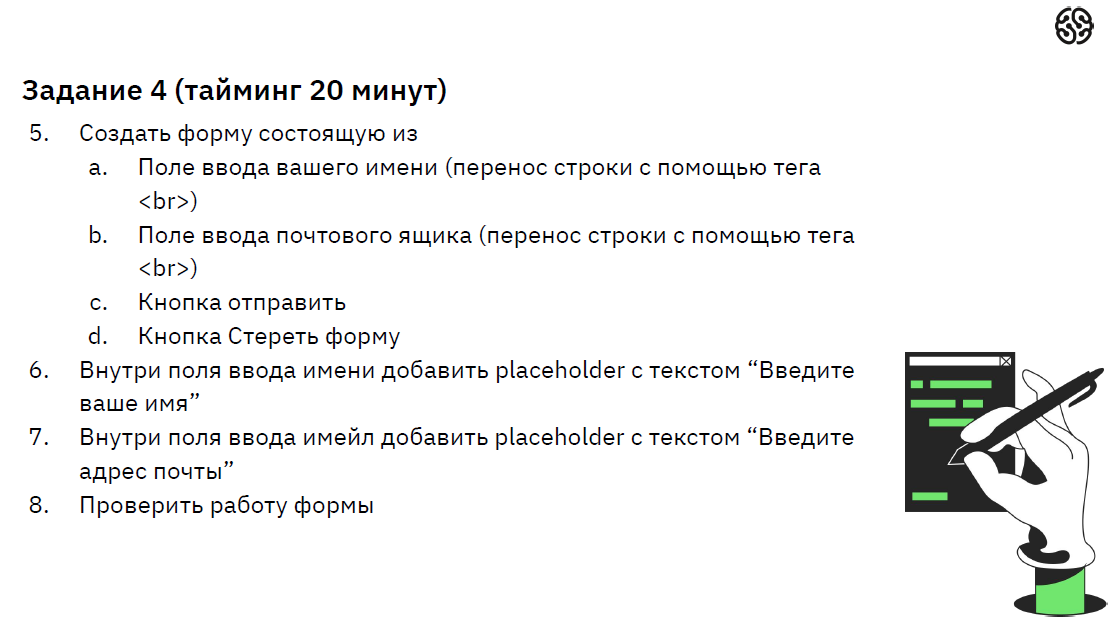 Задание 4 (тайминг 20 минут)
5. Создать форму состоящую из
a. Поле ввода вашего имени (перенос строки с помощью тега
<br>)
b. Поле ввода почтового ящика (перенос строки с помощью тега
<br>)
c. Кнопка отправить
d. Кнопка Стереть форму
6. Внутри поля ввода имени добавить placeholder с текстом “Введите
ваше имя”
7. Внутри поля ввода имейл добавить placeholder с текстом “Введите
адрес почты”
8. Проверить работу формы